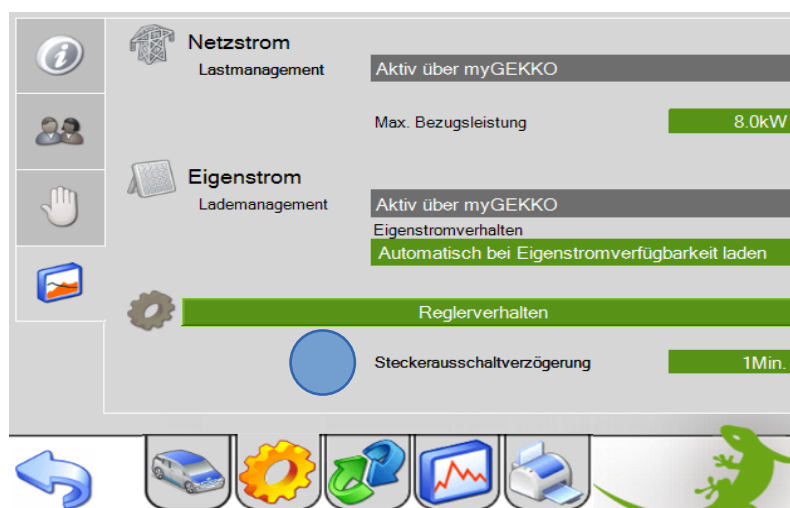 Netzstrom
Lastmanagement Aktiv über myGEKKO
Max. Bezugsleistung 8.0kW
Eigenstrom
Lademanagement Aktiv über myGEKKO
Eigenstromverhalten
Automatisch bei Eigenstromverfügbarkeit laden
Reglerverhalten
Steckerausschaltverzögerung 1Min.